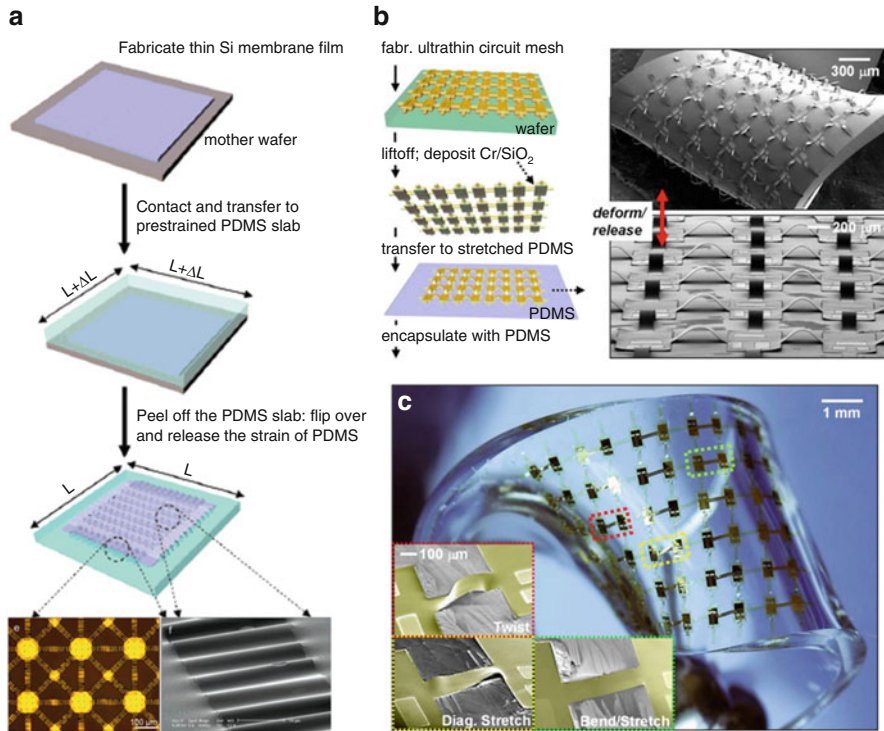 a
Fabricate thin Si membrane film
mother wafer
Contact and transfer to
prestrained PDMS slab
L+ΔL
L+ΔL
Peel off the PDMS slab: flip over
and release the strain of PDMS
L
L
e
100 μm
f
b
fabr. ultrathin circuit mesh
wafer
liftoff; deposit Cr/SiO₂
transfer to stretched PDMS
PDMS
encapsulate with PDMS
300 μm
deform/
release
200 μm
c
1 mm
100 μm
Twist
Diag. Stretch
Bend/Stretch